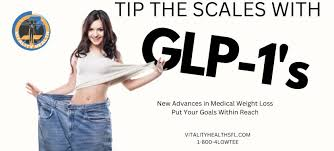 TIP THE SCALES WITH
GLP-1's
New Advances in Medical Weight Loss
Put Your Goals Within Reach
VITALITYHEALTHSFL.COM
1-800-4LOWTEE